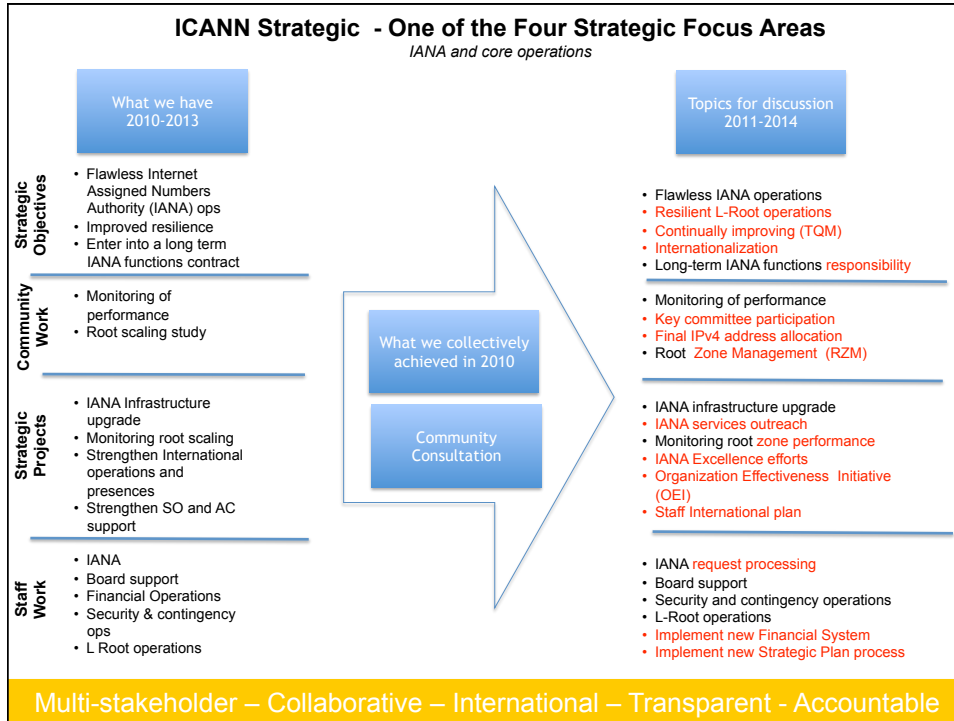 ICANN Strategic - One of the Four Strategic Focus Areas
IANA and core operations
What we have
2010-2013
Topics for discussion
2011-2014
Strategic
Objectives
• Flawless Internet
Assigned Numbers
Authority (IANA) ops
• Improved resilience
• Enter into a long term
IANA functions contract
• Flawless IANA operations
• Resilient L-Root operations
• Continually improving (TQM)
• Internationalization
• Long-term IANA functions responsibility
Community
Work
• Monitoring of
performance
• Root scaling study
What we collectively
achieved in 2010
Community
Consultation
• Monitoring of performance
• Key committee participation
• Final IPv4 address allocation
• Root Zone Management (RZM)
Strategic
Projects
• IANA Infrastructure
upgrade
• Monitoring root scaling
• Strengthen International
operations and
presences
• Strengthen SO and AC
support
• IANA infrastructure upgrade
• IANA services outreach
• Monitoring root zone performance
• IANA Excellence efforts
• Organization Effectiveness Initiative
(OEI)
• Staff International plan
Staff
Work
• IANA
• Board support
• Financial Operations
• Security & contingency
ops
• L Root operations
• IANA request processing
• Board support
• Security and contingency operations
• L-Root operations
• Implement new Financial System
• Implement new Strategic Plan process
Multi-stakeholder – Collaborative – International – Transparent - Accountable